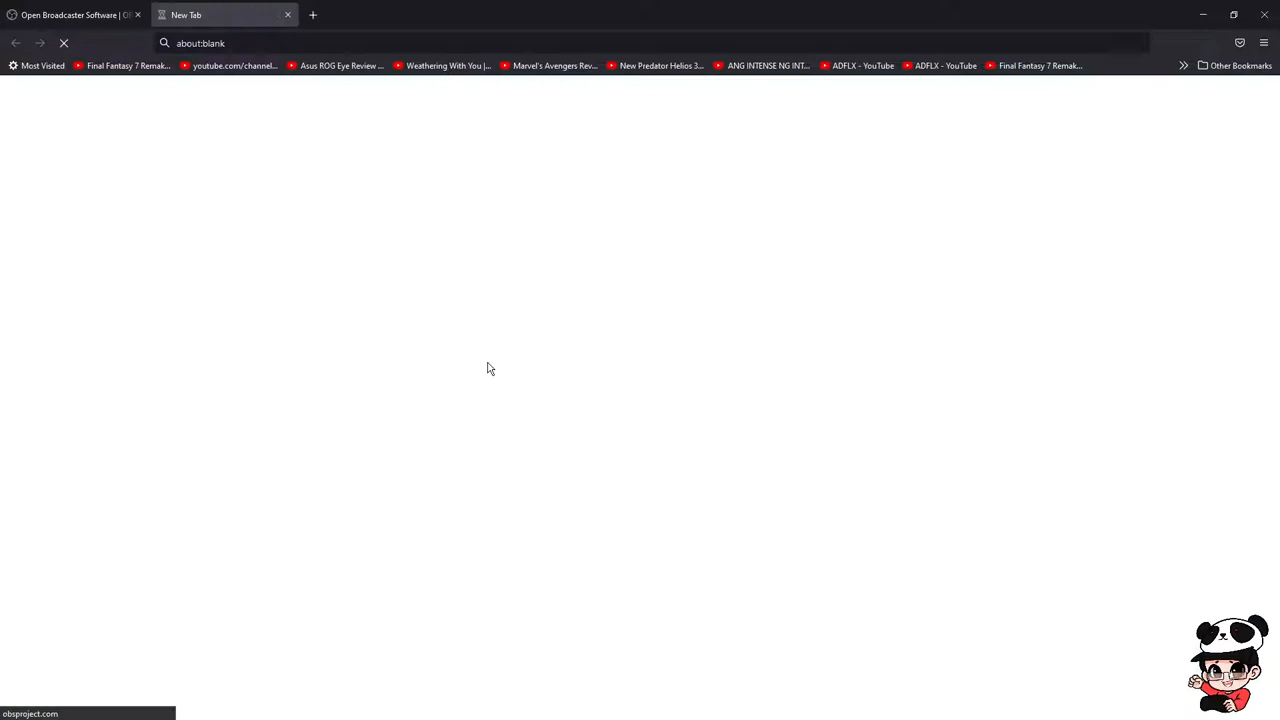 Open Broadcaster Software | O
New Tab
about:blank
Most Visited
Final Fantasy 7 Remak...
youtube.com/channel...
Asus ROG Eye Review ...
Weathering With You |...
Marvel's Avengers Rev...
New Predator Helios 3...
ANG INTENSE NG INT...
ADFLX - YouTube
ADFLX - YouTube
Final Fantasy 7 Remak...
Other Bookmarks
obsproject.com